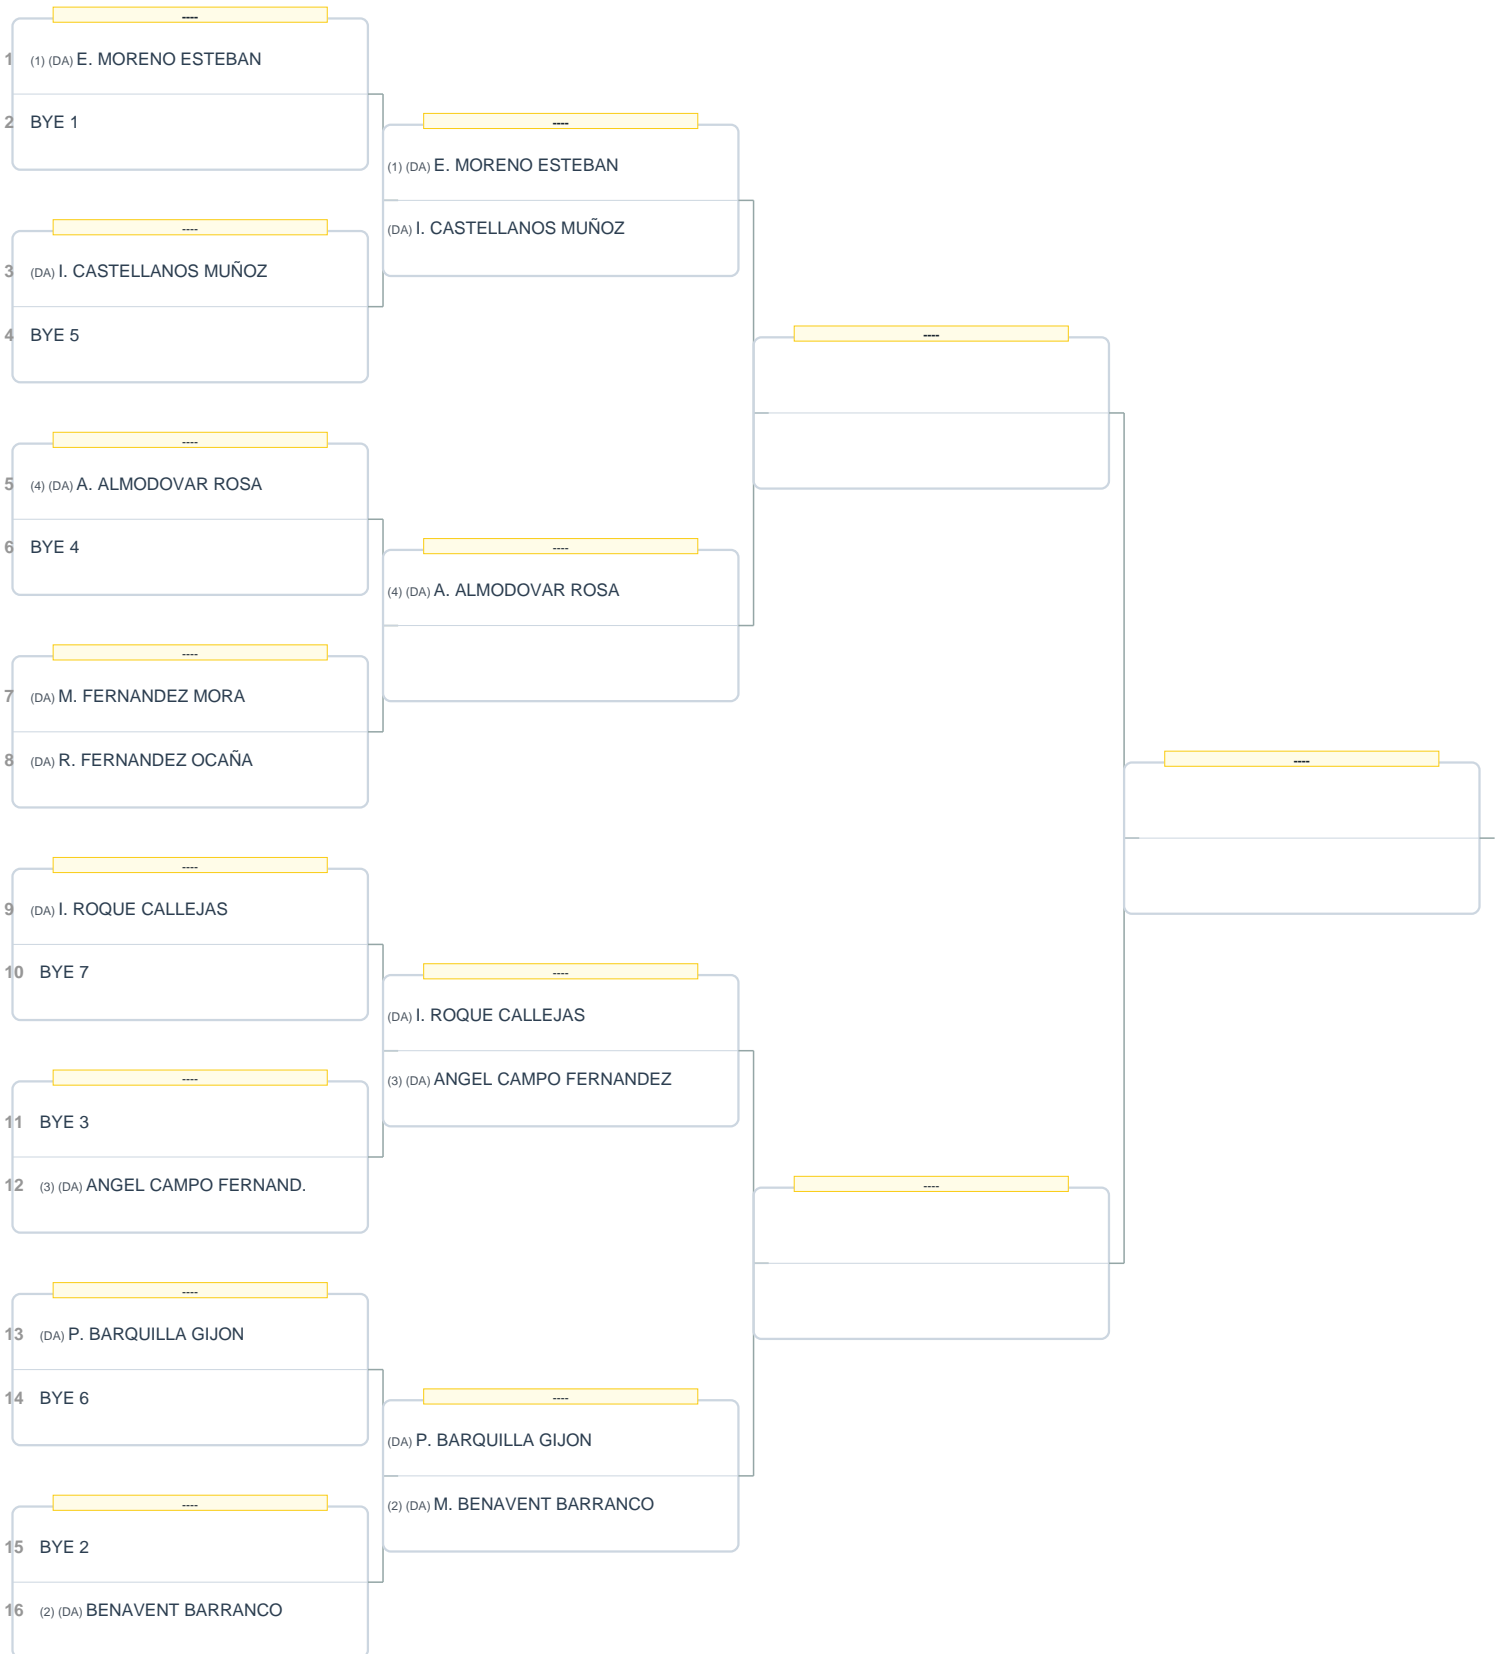 ----
1 (1) (DA) E. MORENO ESTEBAN
2 BYE 1
----
3 (DA) I. CASTELLANOS MUÑOZ
4 BYE 5
----
5 (4) (DA) A. ALMODOVAR ROSA
6 BYE 4
----
7 (DA) M. FERNANDEZ MORA
8 (DA) R. FERNANDEZ OCAÑA
----
9 (DA) I. ROQUE CALLEJAS
10 BYE 7
----
11 BYE 3
12 (3) (DA) ANGEL CAMPO FERNAND.
----
13 (DA) P. BARQUILLA GIJON
14 BYE 6
----
15 BYE 2
16 (2) (DA) BENAVENT BARRANCO
----
(1) (DA) E. MORENO ESTEBAN
(DA) I. CASTELLANOS MUÑOZ
----
(4) (DA) A. ALMODOVAR ROSA
----
(DA) I. ROQUE CALLEJAS
(3) (DA) ANGEL CAMPO FERNANDEZ
----
(DA) P. BARQUILLA GIJON
(2) (DA) M. BENAVENT BARRANCO
----
----
----